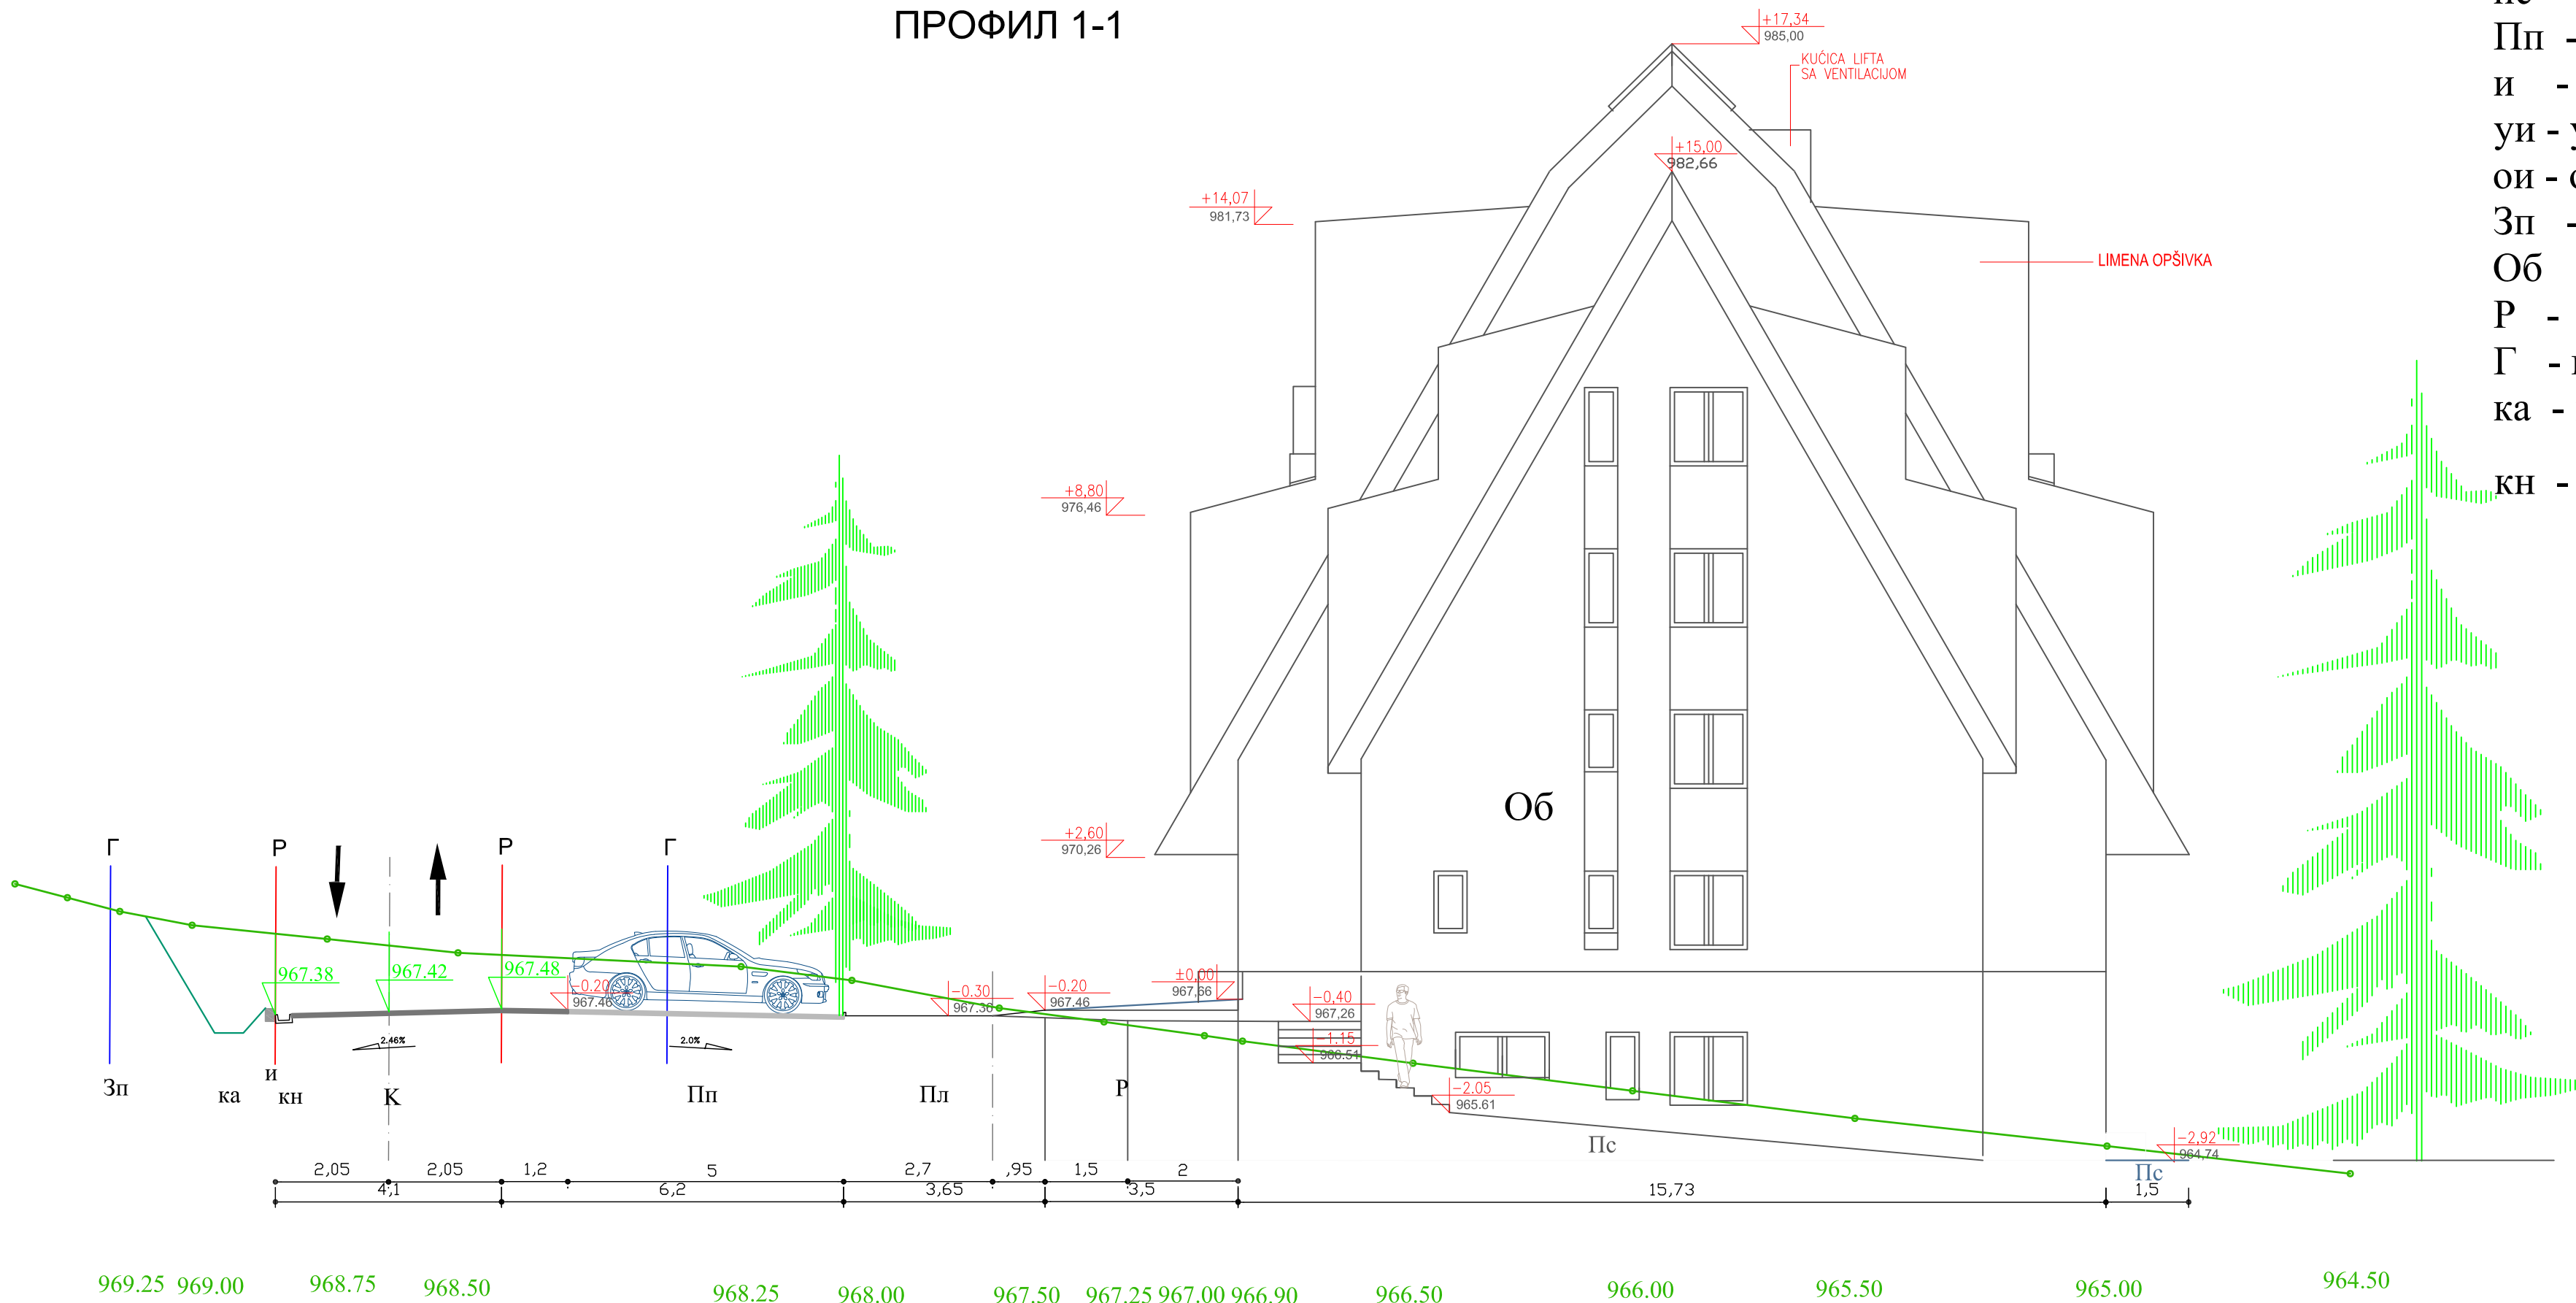 ПРОФИЛ 1-1
+17,34
985,00
KUĆICA LIFTA
SA VENTILACIJOM
+15,00
982,66
+14,07
981,73
LIMENA OPŠIVKA
+8,80
976,46
+2,60
970,26
Пп -
и -
уи - у
ои -
Зп -
Об
Р -
Г -
ка -
кн -
Об
Г
Р
Р
Г
967.38
967.42
967.48
-0.20
967.46
-0.30
967.36
-0.20
967,46
±0,00
967,66
-0,40
967,26
-1.15
966.51
-2.05
965.61
-2,92
964,74
2.46%
2.0%
Зп
ка
и
кн
К
Пп
Пл
Р
Пс
Пс
2,05
2,05
1,2
5
2,7
,95
1,5
2
4,1
6,2
3,65
3,5
15,73
1,5
969.25 969.00 968.75 968.50 968.25 968.00 967.50 967.25 967.00 966.90 966.50 966.00 965.50 965.00 964.50